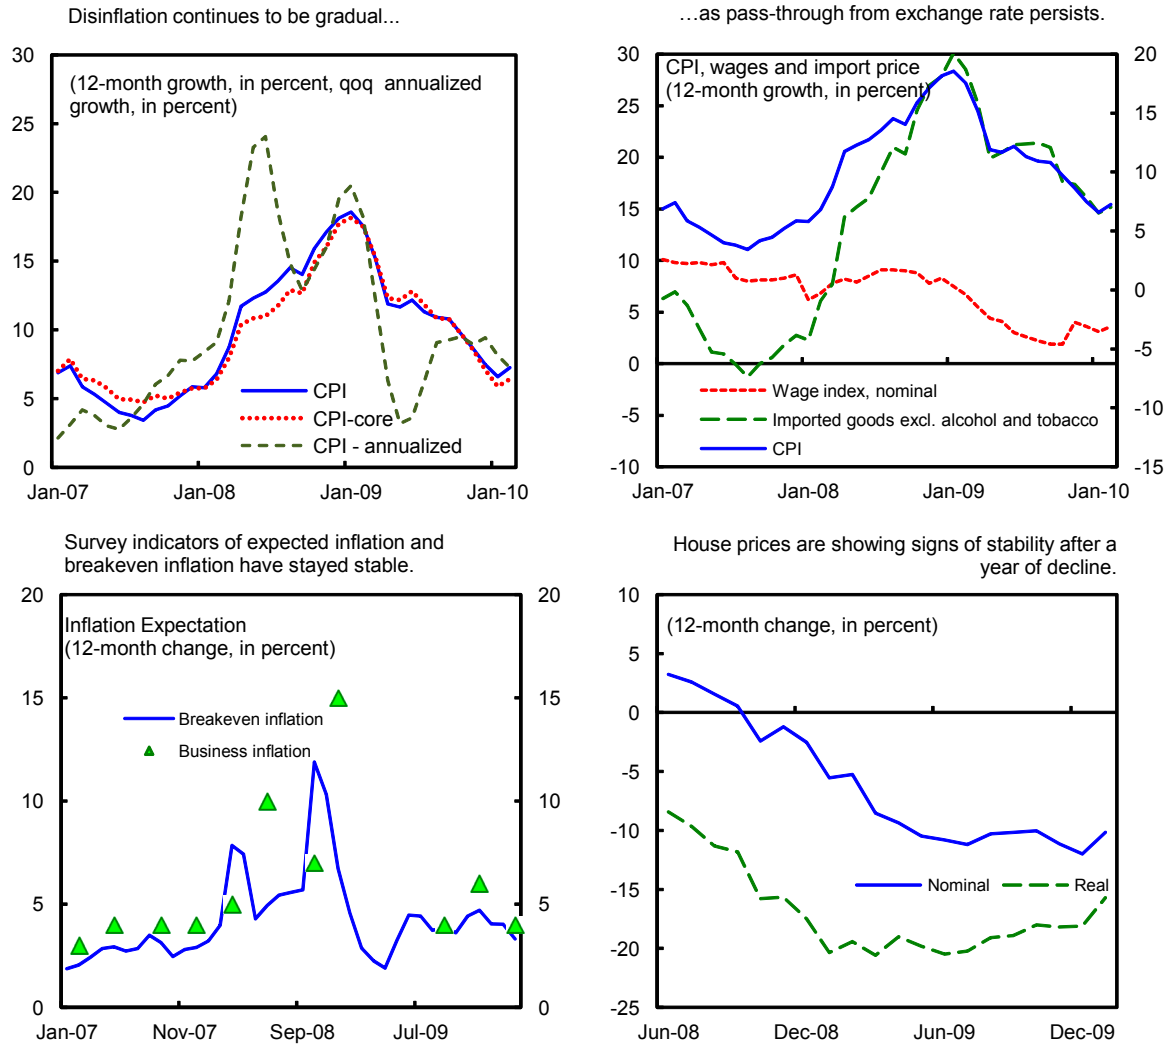 Disinflation continues to be gradual...
(12-month growth, in percent, qoq annualized
growth, in percent)
30
25
20
15
10
5
0
CPI
CPI-core
CPI - annualized
Jan-07
Jan-08
Jan-09
Jan-10
…as pass-through from exchange rate persists.
CPI, wages and import price
(12-month growth, in percent)
30
25
20
15
10
5
0
-5
-10
20
15
10
5
0
-5
-10
-15
Wage index, nominal
Imported goods excl. alcohol and tobacco
CPI
Jan-07
Jan-08
Jan-09
Jan-10
Survey indicators of expected inflation and
breakeven inflation have stayed stable.
Inflation Expectation
(12-month change, in percent)
20
15
10
5
0
20
15
10
5
0
Breakeven inflation
Business inflation
Jan-07
Nov-07
Sep-08
Jul-09
House prices are showing signs of stability after a
year of decline.
(12-month change, in percent)
10
5
0
-5
-10
-15
-20
-25
Nominal
Real
Jun-08
Dec-08
Jun-09
Dec-09